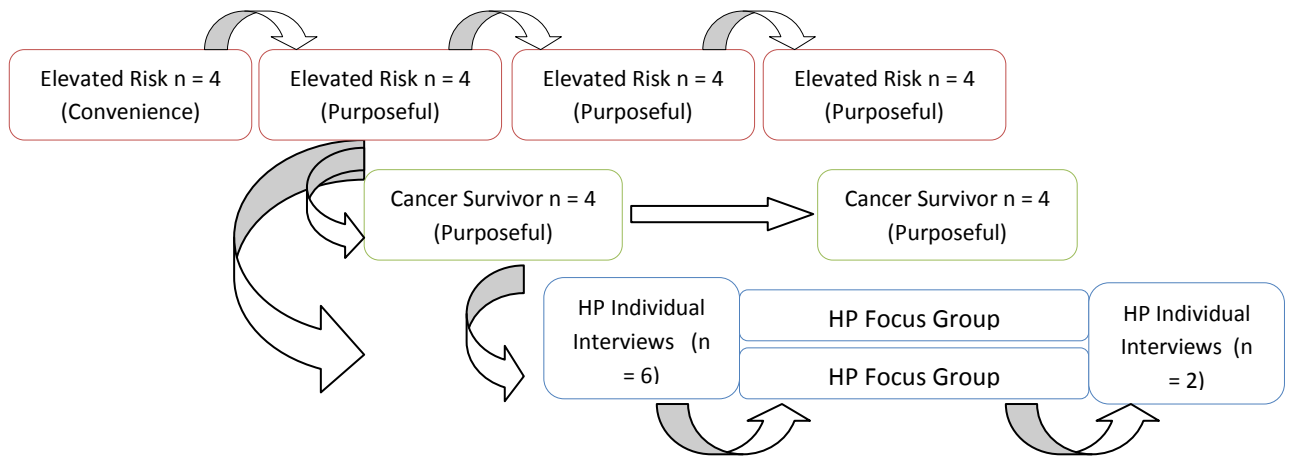 Elevated Risk n = 4
(Convenience)
Elevated Risk n = 4
(Purposeful)
Elevated Risk n = 4
(Purposeful)
Elevated Risk n = 4
(Purposeful)
Cancer Survivor n = 4
(Purposeful)
Cancer Survivor n = 4
(Purposeful)
HP Individual
Interviews (n
= 6)
HP Focus Group
HP Focus Group
HP Individual
Interviews (n
= 2)